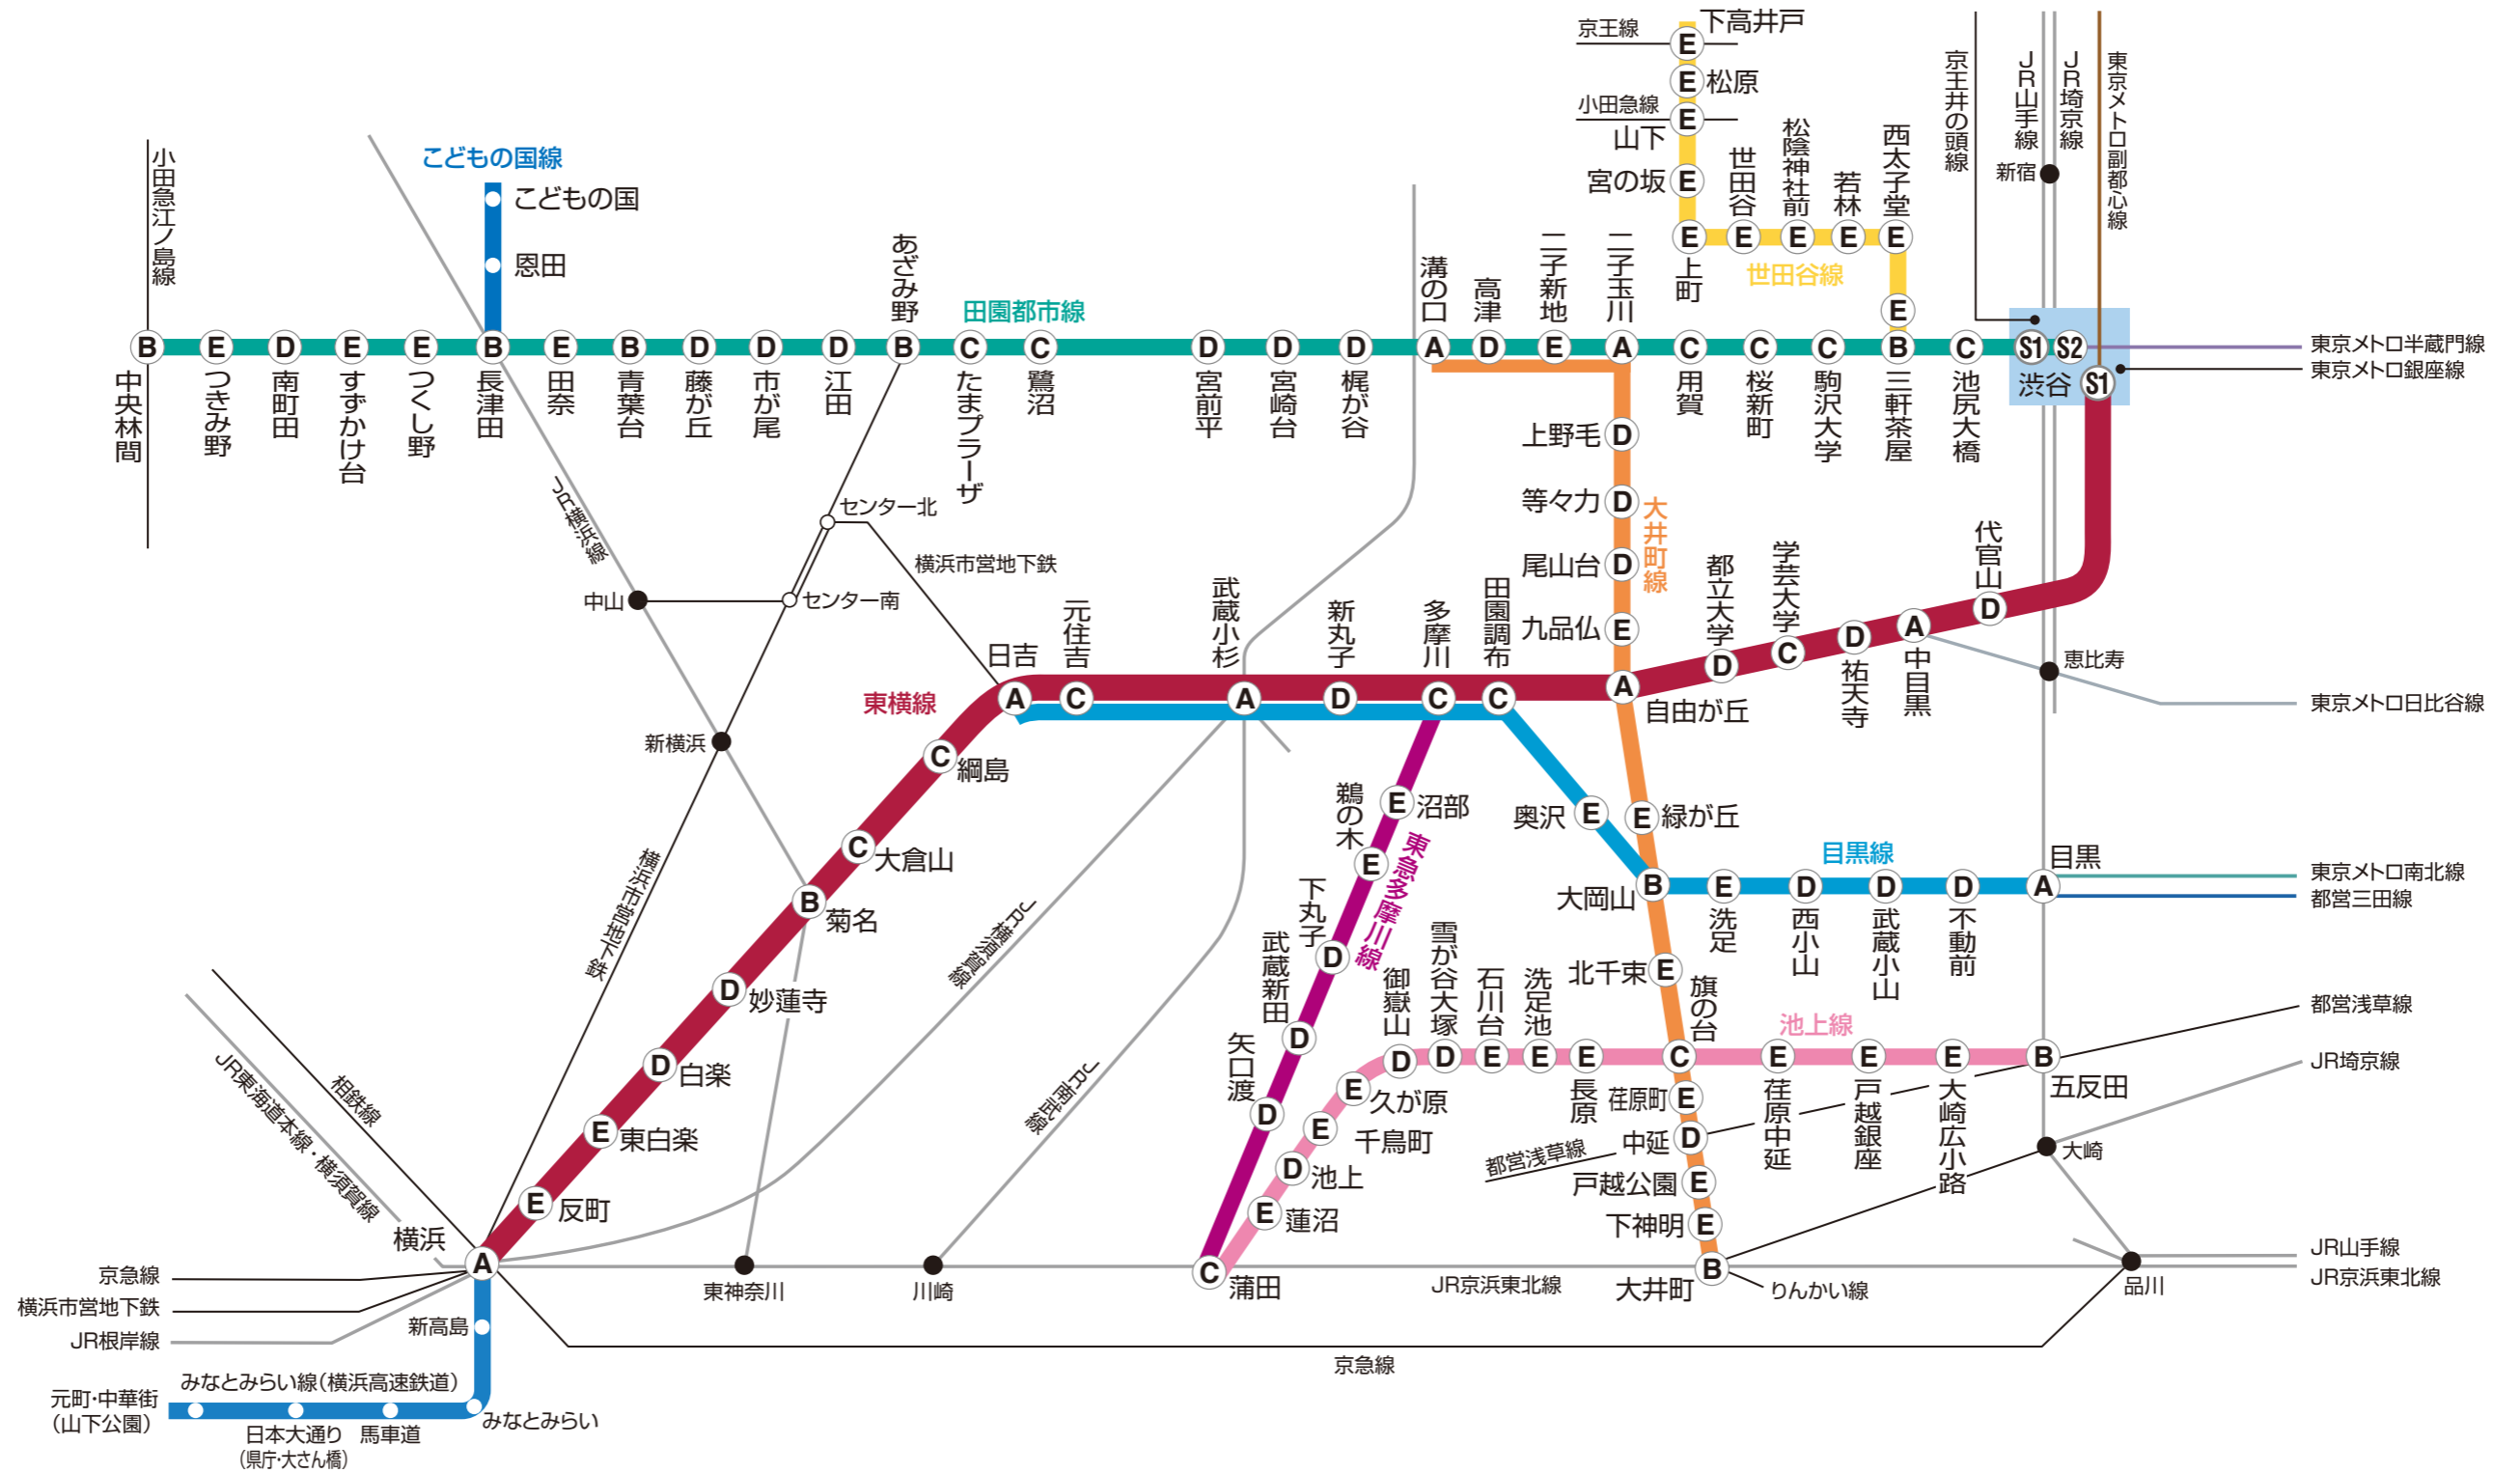 京王線
E
下高井戸
E
松原
小田急線
E
山下
宮の坂
E
E
上町
E
世田谷
E
松陰神社前
E
若林
E
西太子堂
世田谷線
E
京王井の頭線
JR山手線
JR埼京線
東京メトロ副都心線
新宿
小田急江ノ島線
こどもの国線
こどもの国
恩田
田園都市線
B
中央林間
E
つきみ野
D
南町田
E
すずかけ台
E
つくし野
B
長津田
E
田奈
B
青葉台
D
藤が丘
D
市が尾
D
江田
B
あざみ野
C
たまプラーザ
C
鷺沼
D
宮前平
D
宮崎台
D
梶が谷
A
溝の口
D
高津
E
二子新地
A
二子玉川
C
用賀
C
桜新町
C
駒沢大学
B
三軒茶屋
C
池尻大橋
S1
S2
渋谷
S1
東京メトロ半蔵門線
東京メトロ銀座線
上野毛
D
等々力
D
大井町線
尾山台
D
九品仏
E
JR横浜線
センター北
横浜市営地下鉄
中山
センター南
新横浜
横浜市営地下鉄
東横線
日吉
A
元住吉
C
武蔵小杉
A
新丸子
D
多摩川
C
田園調布
C
A
自由が丘
都立大学
D
学芸大学
C
D
祐天寺
A
中目黒
代官山
D
恵比寿
東京メトロ日比谷線
C
綱島
C
大倉山
B
菊名
D
妙蓮寺
D
白楽
E
東白楽
E
反町
横浜
A
奥沢
E
E
緑が丘
目黒線
大岡山
B
E
洗足
D
西小山
D
武蔵小山
D
不動前
目黒
A
東京メトロ南北線
都営三田線
E
沼部
鵜の木
E
東急多摩川線
下丸子
D
武蔵新田
D
矢口渡
D
C
蒲田
北千束
E
旗の台
C
池上線
御嶽山
D
雪が谷大塚
D
石川台
E
洗足池
E
E
長原
E
荏原中延
E
戸越銀座
E
大崎広小路
B
五反田
都営浅草線
JR埼京線
E
久が原
E
千鳥町
D
池上
E
蓮沼
荏原町
E
中延
D
都営浅草線
戸越公園
E
下神明
E
大井町
B
りんかい線
大崎
品川
JR山手線
JR京浜東北線
JR横須賀線
JR南武線
JR京浜東北線
東神奈川
川崎
京急線
相鉄線
JR東海道本線・横須賀線
京急線
横浜市営地下鉄
JR根岸線
新高島
みなとみらい線（横浜高速鉄道）
元町・中華街
（山下公園）
日本大通り
（県庁・大さん橋）
馬車道
みなとみらい